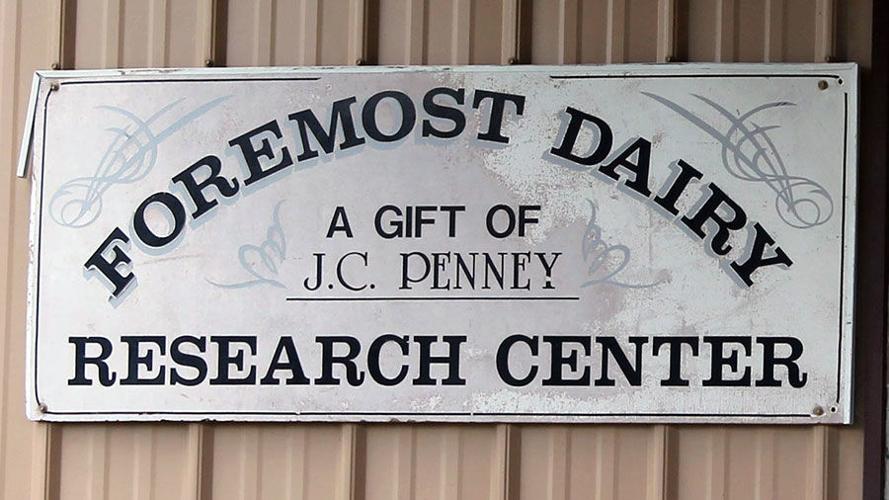 FOREMOST DAIRY
A GIFT OF
J.C. PENNEY
RESEARCH CENTER